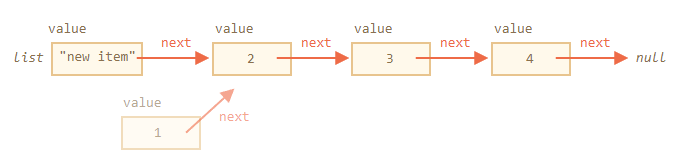 value value value value
next next next next
list "new item" 2 3 4 null
value
next
1